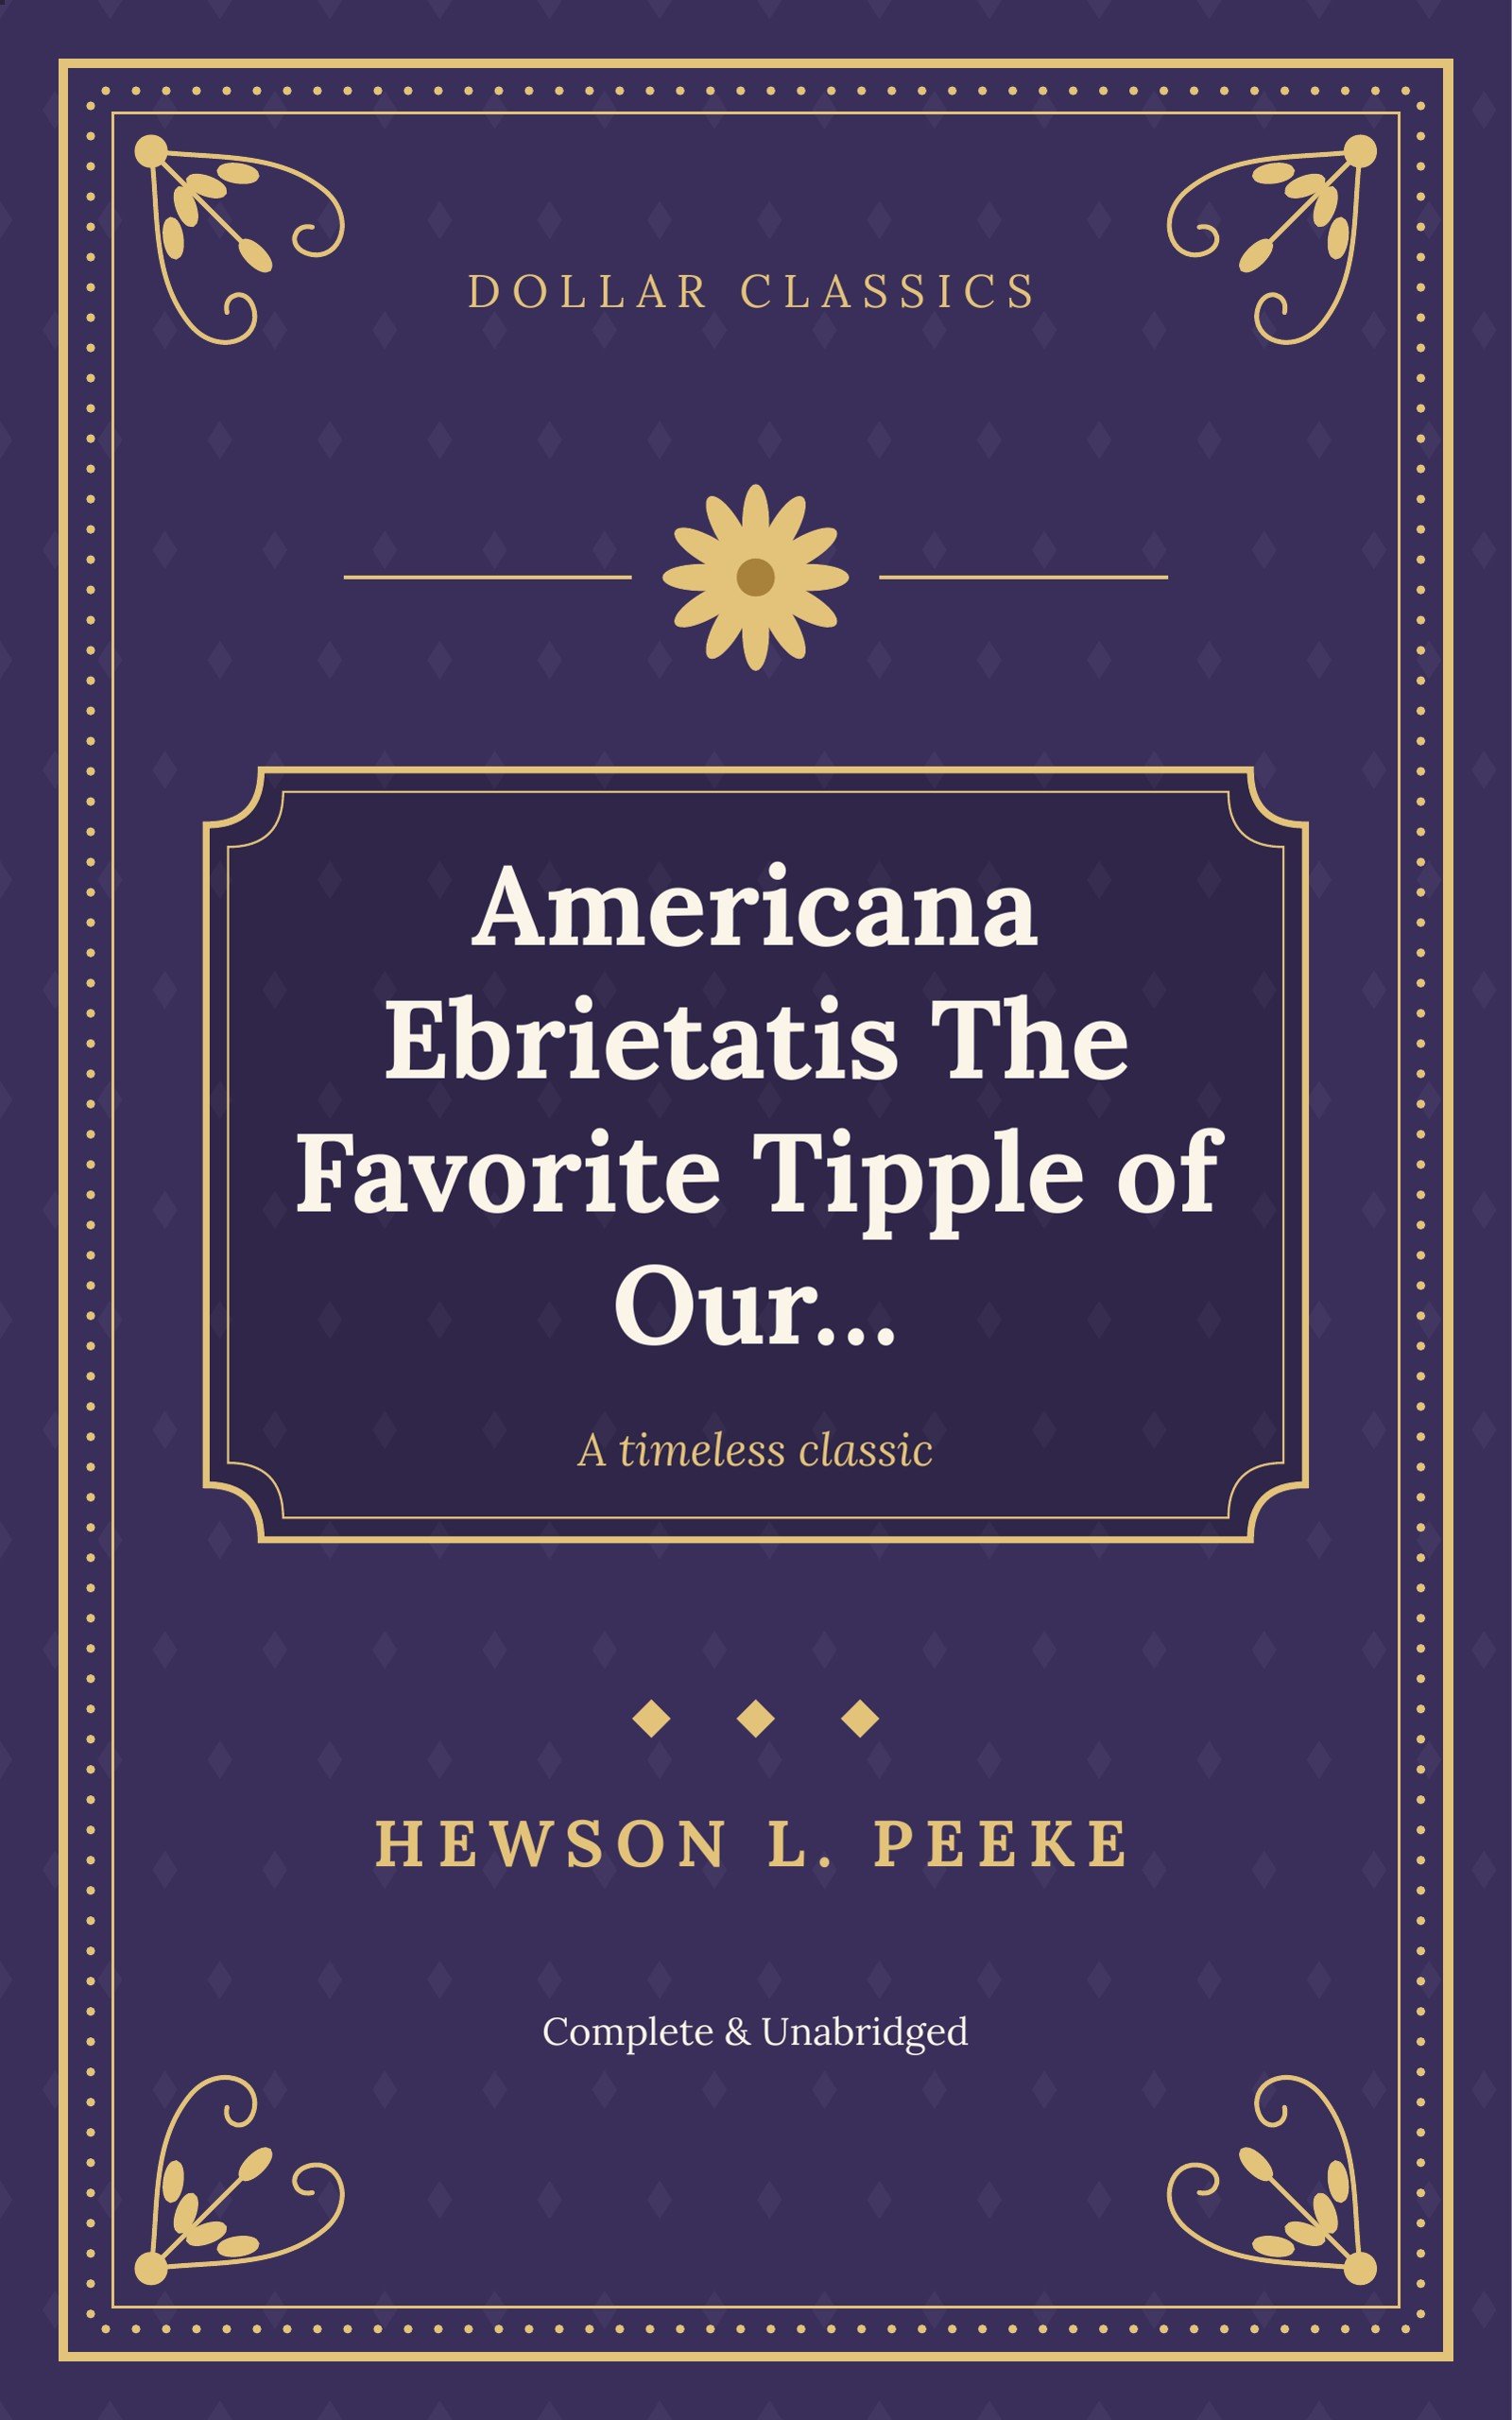 DOLLAR CLASSICS
Americana
Ebrietatis The
Favorite Tipple of
Our...
A timeless classic
HEWSON L. PEEKE
Complete & Unabridged